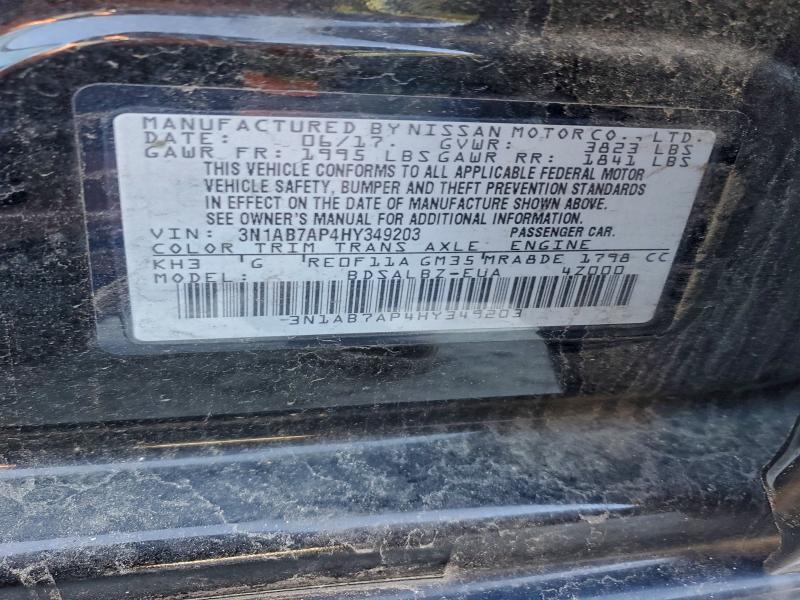 MANUFACTURED BY NISSAN MOTOR CO., LTD.
DATE: 06/17. GVWR: 3823 LBS
GAWR FR: 1995 LBS GAWR RR: 1841 LBS
THIS VEHICLE CONFORMS TO ALL APPLICABLE FEDERAL MOTOR
VEHICLE SAFETY, BUMPER AND THEFT PREVENTION STANDARDS
IN EFFECT ON THE DATE OF MANUFACTURE SHOWN ABOVE.
SEE OWNER'S MANUAL FOR ADDITIONAL INFORMATION.
VIN: 3N1AB7AP4HY349203 PASSENGER CAR.
COLOR TRIM TRANS AXLE ENGINE
KH3 G RE0F11A GM35 MRA8DE 1798 CC
MODEL: BDSALBZ-EUA 4Z000
3N1AB7AP4HY349203